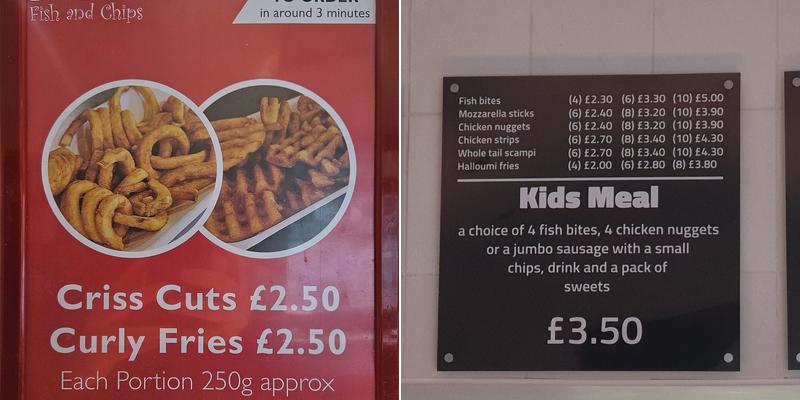 Fish and Chips
TO ORDER
in around 3 minutes
Criss Cuts £2.50
Curly Fries £2.50
Each Portion 250g approx
Fish bites (4) £2.30 (6) £3.30 (10) £5.00
Mozzarella sticks (6) £2.40 (8) £3.20 (10) £3.90
Chicken nuggets (6) £2.40 (8) £3.20 (10) £3.90
Chicken strips (6) £2.70 (8) £3.40 (10) £4.30
Whole tail scampi (6) £2.70 (8) £3.40 (10) £4.30
Halloumi fries (4) £2.00 (6) £2.80 (8) £3.80
Kids Meal
a choice of 4 fish bites, 4 chicken nuggets
or a jumbo sausage with a small
chips, drink and a pack of
sweets
£3.50